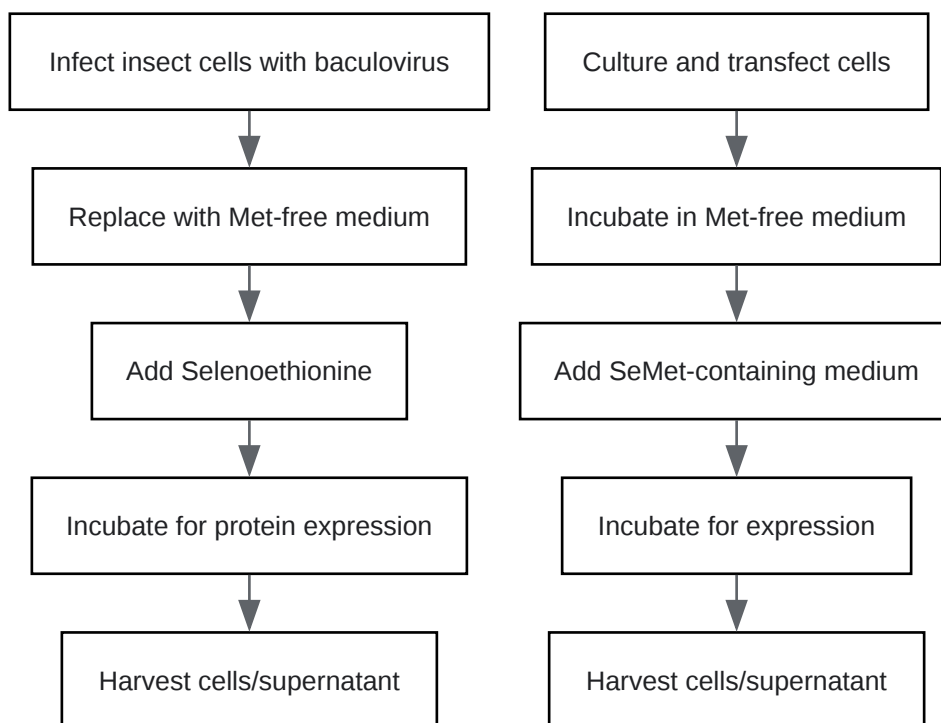 Infect insect cells with baculovirus
Replace with Met-free medium
Add Selenoethionine
Incubate for protein expression
Harvest cells/supernatant
Culture and transfect cells
Incubate in Met-free medium
Add SeMet-containing medium
Incubate for expression
Harvest cells/supernatant